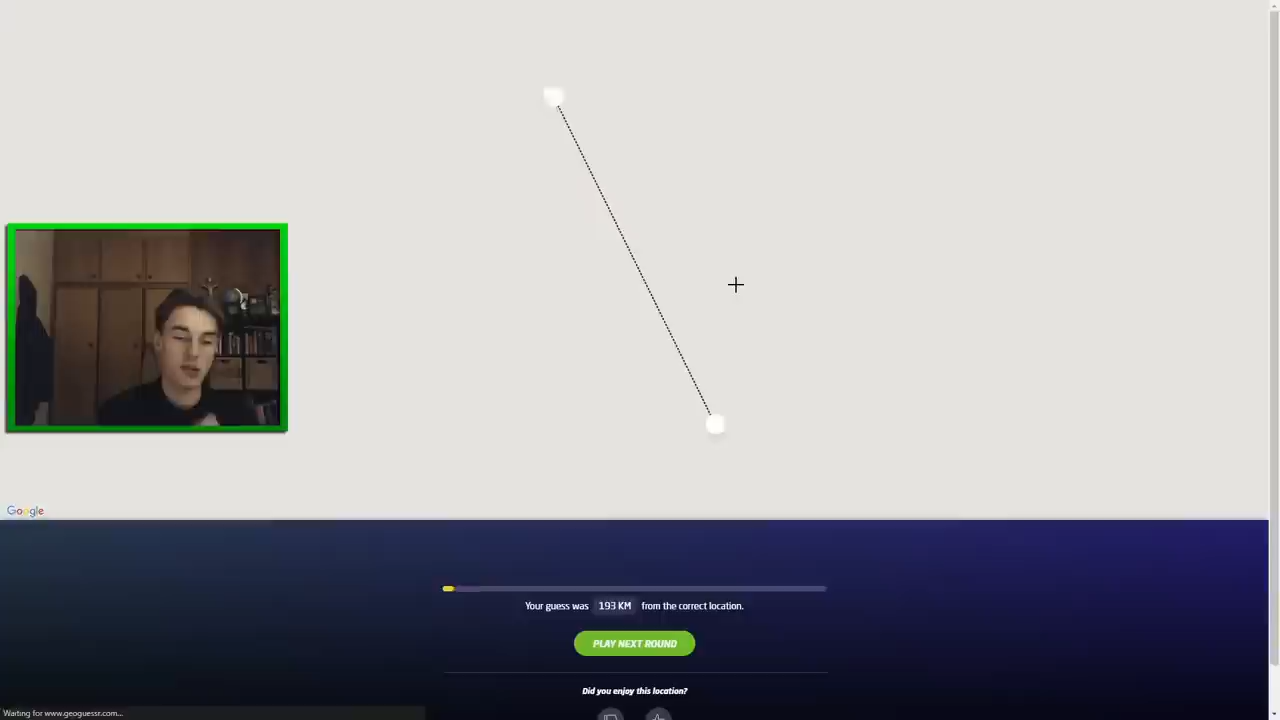 Google
Your guess was 193 KM from the correct location.
PLAY NEXT ROUND
Did you enjoy this location?
Waiting for www.geoguessr.com...